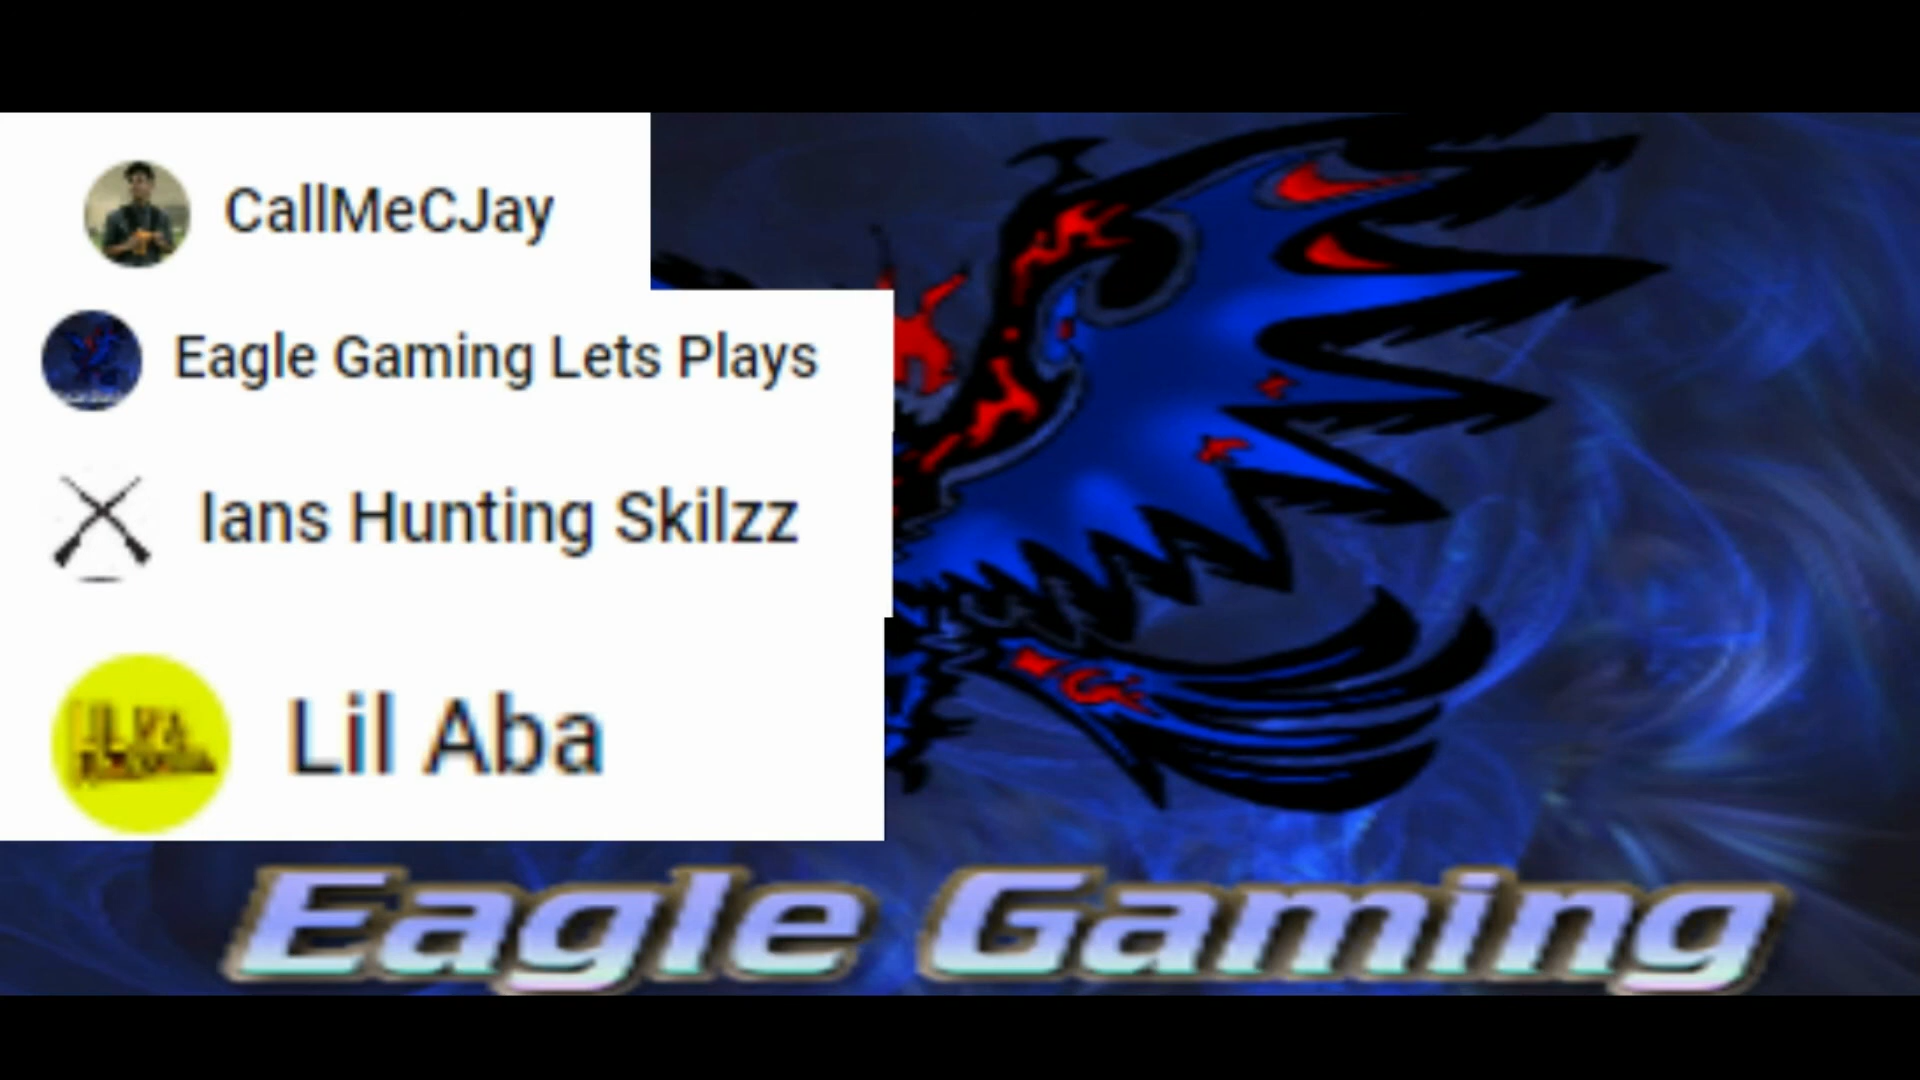 CallMeCJay
Eagle Gaming Lets Plays
Ians Hunting Skilzz
Lil Aba
Eagle Gaming